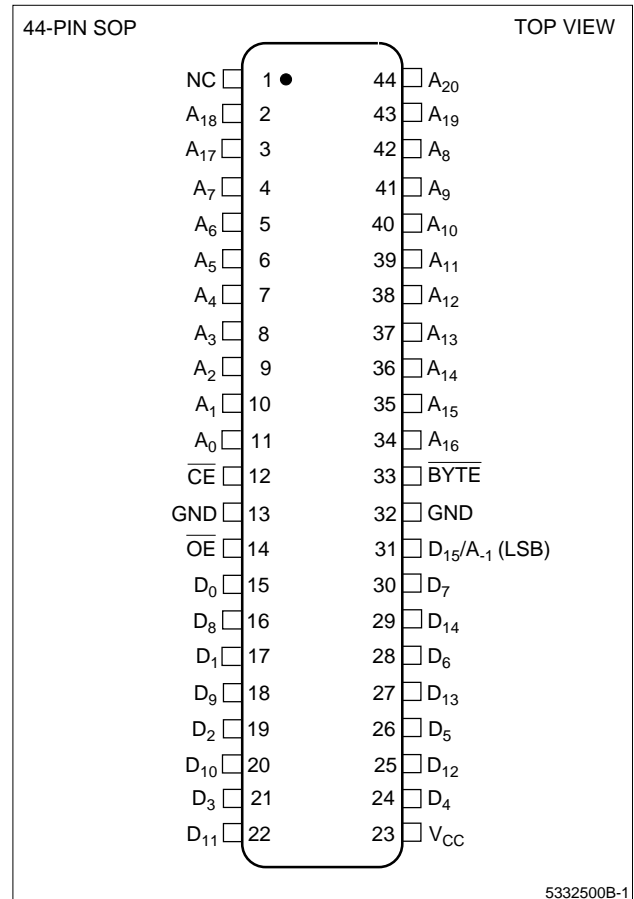 44-PIN SOP TOP VIEW
NC 1 44 A20
A18 2 43 A19
A17 3 42 A8
A7 4 41 A9
A6 5 40 A10
A5 6 39 A11
A4 7 38 A12
A3 8 37 A13
A2 9 36 A14
A1 10 35 A15
A0 11 34 A16
CE 12 33 BYTE
GND 13 32 GND
OE 14 31 D15/A-1 (LSB)
D0 15 30 D7
D8 16 29 D14
D1 17 28 D6
D9 18 27 D13
D2 19 26 D5
D10 20 25 D12
D3 21 24 D4
D11 22 23 VCC
5332500B-1